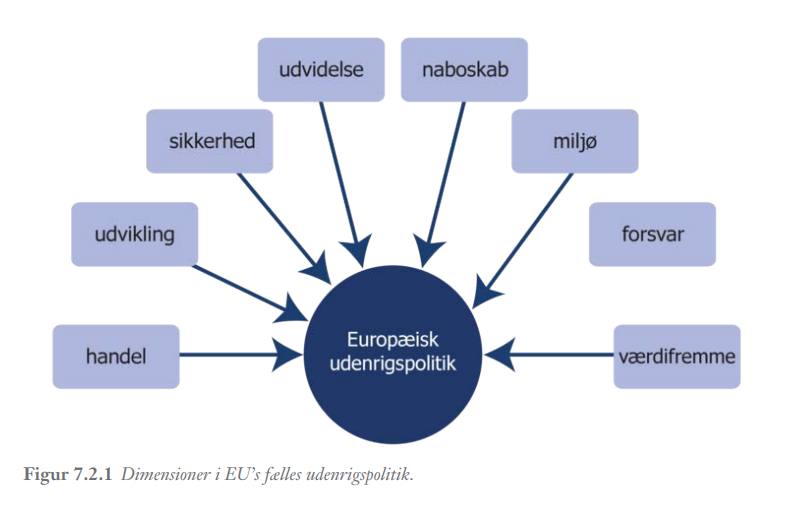 udvidelse
naboskab
sikkerhed
miljø
udvikling
forsvar
handel
Europæisk
udenrigspolitik
værdifremme
Figur 7.2.1 Dimensioner i EU’s fælles udenrigspolitik.